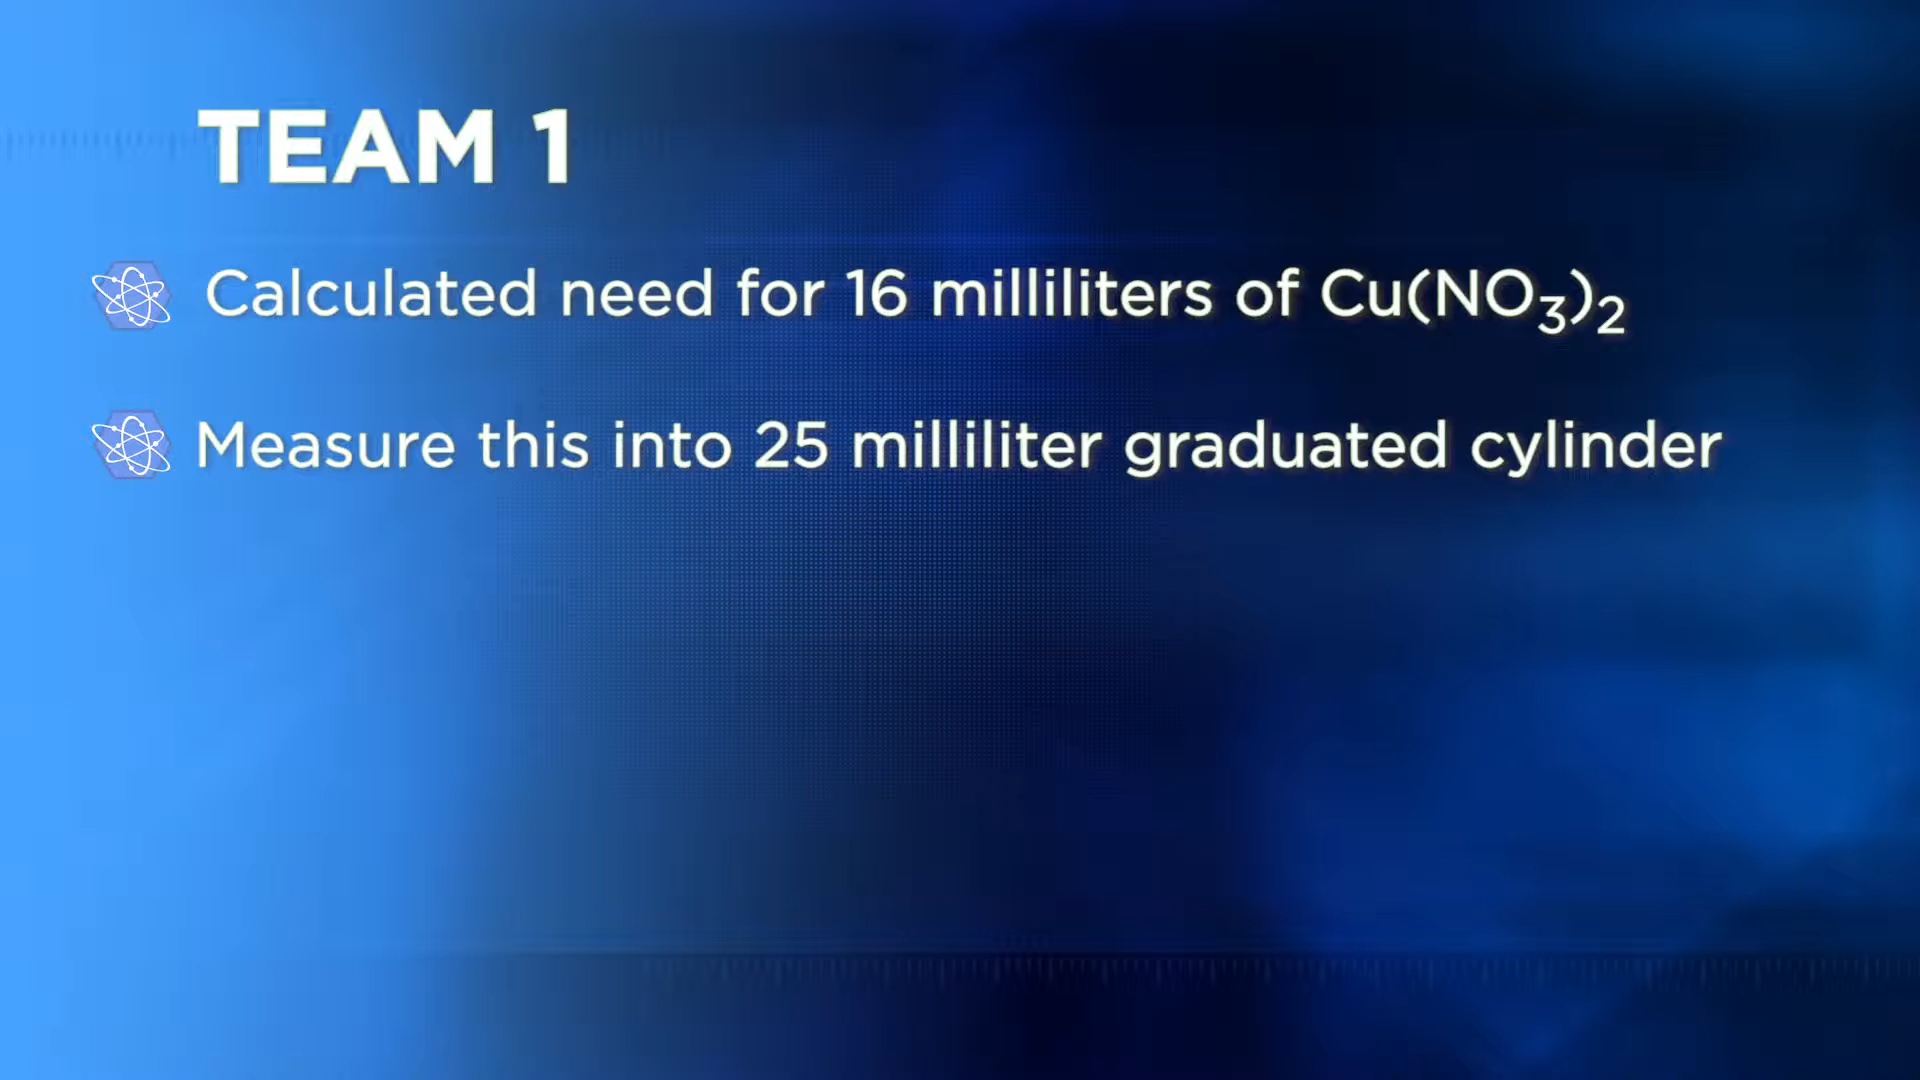 TEAM 1
Calculated need for 16 milliliters of Cu(NO₃)₂
Measure this into 25 milliliter graduated cylinder